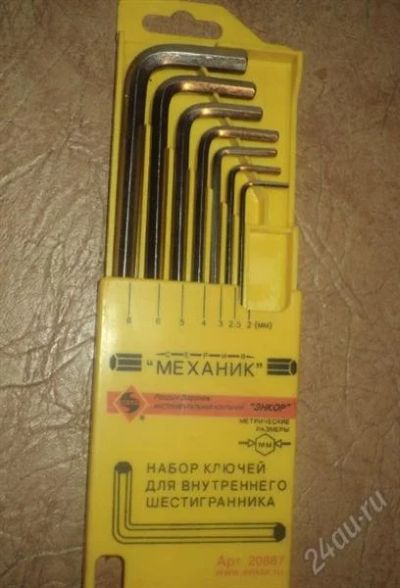 8 6 5 4 3 2.5 2 (мм)
СЕРИЯ
"МЕХАНИК"
"ЭНКОР"
МЕТРИЧЕСКИЕ
РАЗМЕРЫ
НАБОР КЛЮЧЕЙ
ДЛЯ ВНУТРЕННЕГО
ШЕСТИГРАННИКА
Арт. 20887
24au.ru